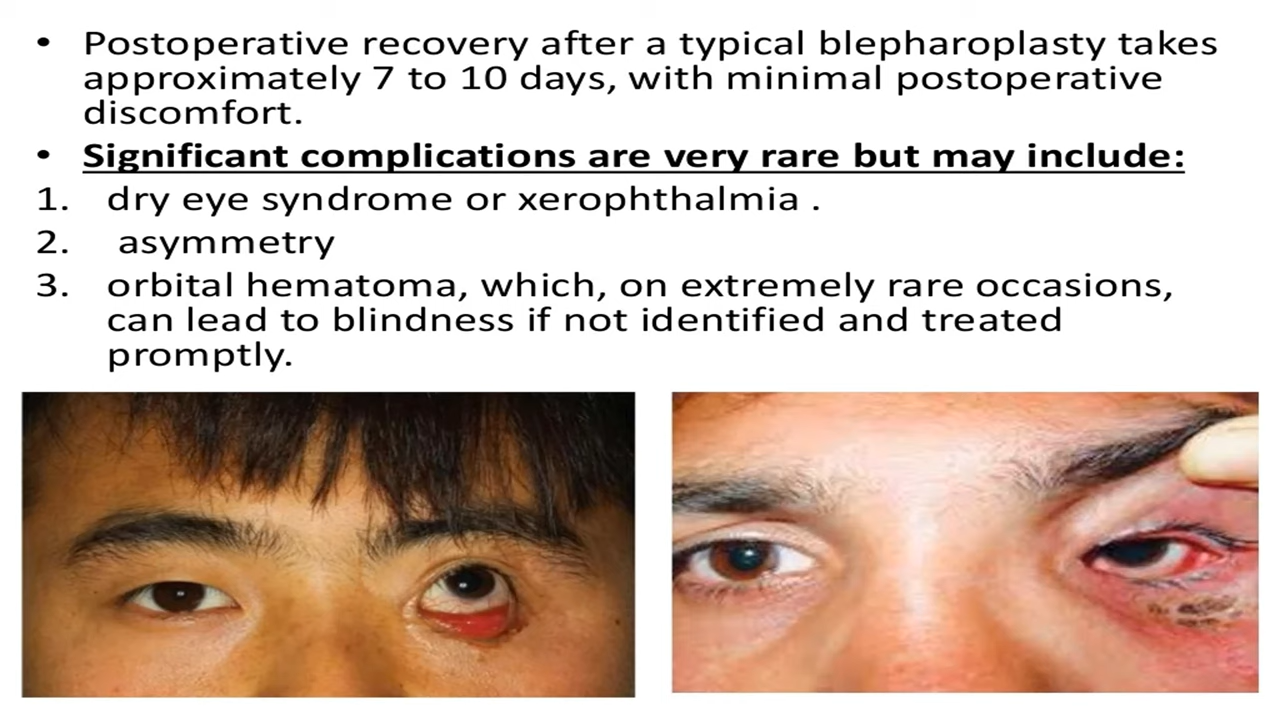 • Postoperative recovery after a typical blepharoplasty takes
approximately 7 to 10 days, with minimal postoperative
discomfort.
• Significant complications are very rare but may include:
1. dry eye syndrome or xerophthalmia .
2. asymmetry
3. orbital hematoma, which, on extremely rare occasions,
can lead to blindness if not identified and treated
promptly.